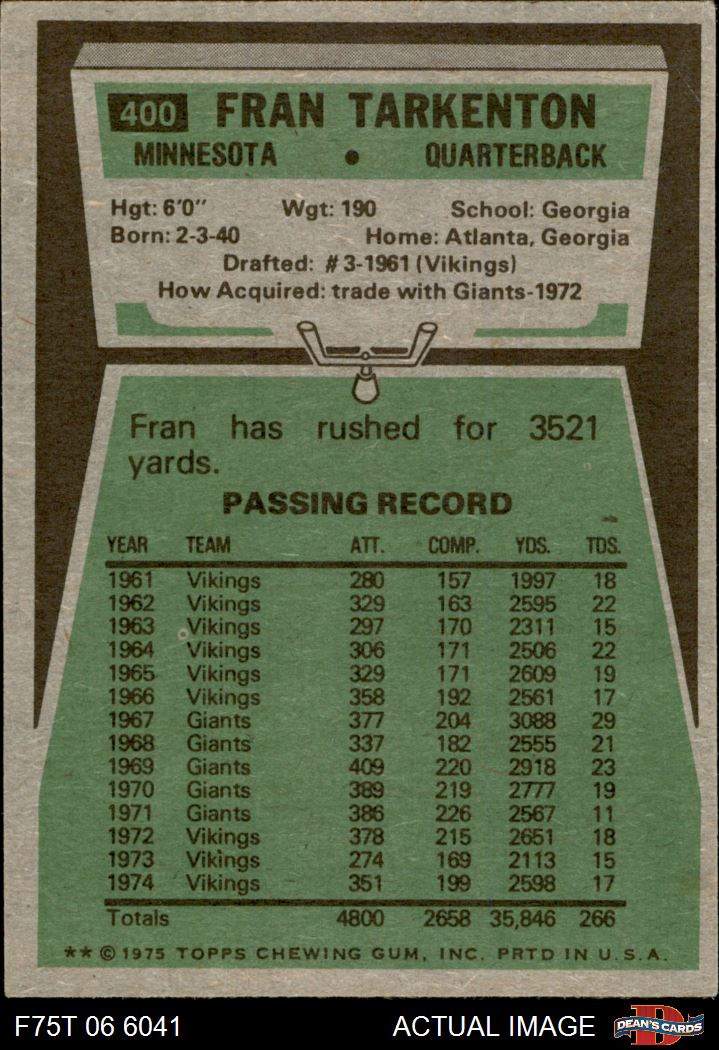 400 FRAN TARKENTON
MINNESOTA • QUARTERBACK
Hgt: 6'0" Wgt: 190 School: Georgia
Born: 2-3-40 Home: Atlanta, Georgia
Drafted: #3-1961 (Vikings)
How Acquired: trade with Giants-1972
Fran has rushed for 3521
yards.
PASSING RECORD
YEAR TEAM ATT. COMP. YDS. TDS.
1961 Vikings 280 157 1997 18
1962 Vikings 329 163 2595 22
1963 Vikings 297 170 2311 15
1964 Vikings 306 171 2506 22
1965 Vikings 329 171 2609 19
1966 Vikings 358 192 2561 17
1967 Giants 377 204 3088 29
1968 Giants 337 182 2555 21
1969 Giants 409 220 2918 23
1970 Giants 389 219 2777 19
1971 Giants 386 226 2567 11
1972 Vikings 378 215 2651 18
1973 Vikings 274 169 2113 15
1974 Vikings 351 199 2598 17
Totals 4800 2658 35,846 266
** © 1975 TOPPS CHEWING GUM, INC. PRTD IN U.S.A.
F75T 06 6041 ACTUAL IMAGE D DEAN'S CARDS